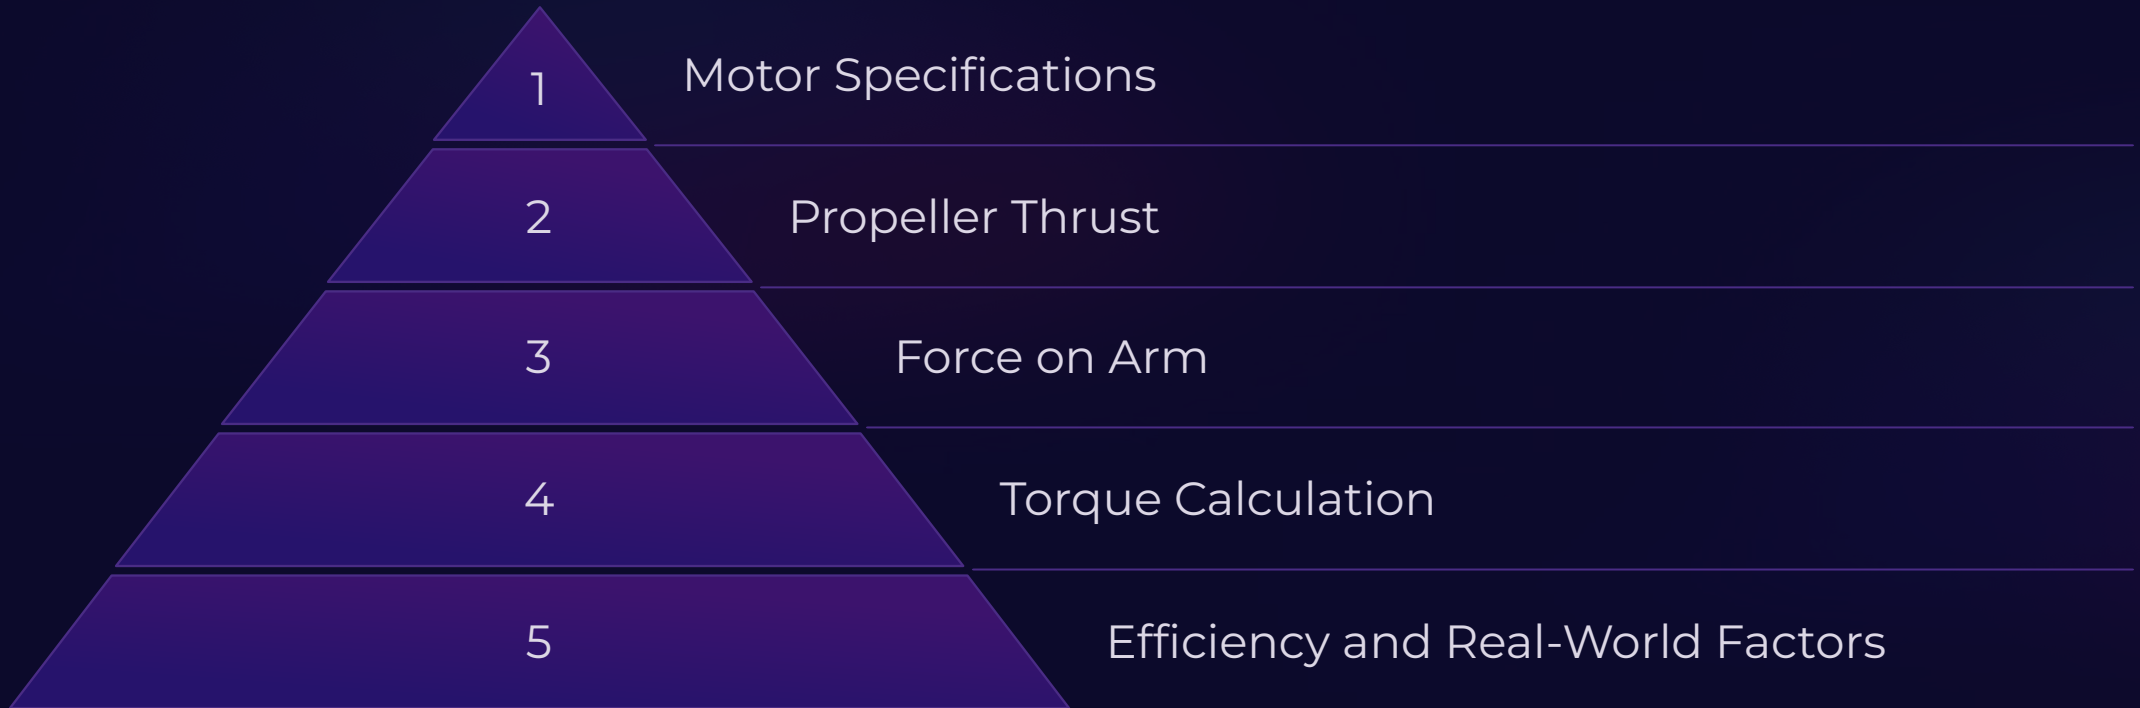 1
Motor Specifications
2
Propeller Thrust
3
Force on Arm
4
Torque Calculation
5
Efficiency and Real-World Factors